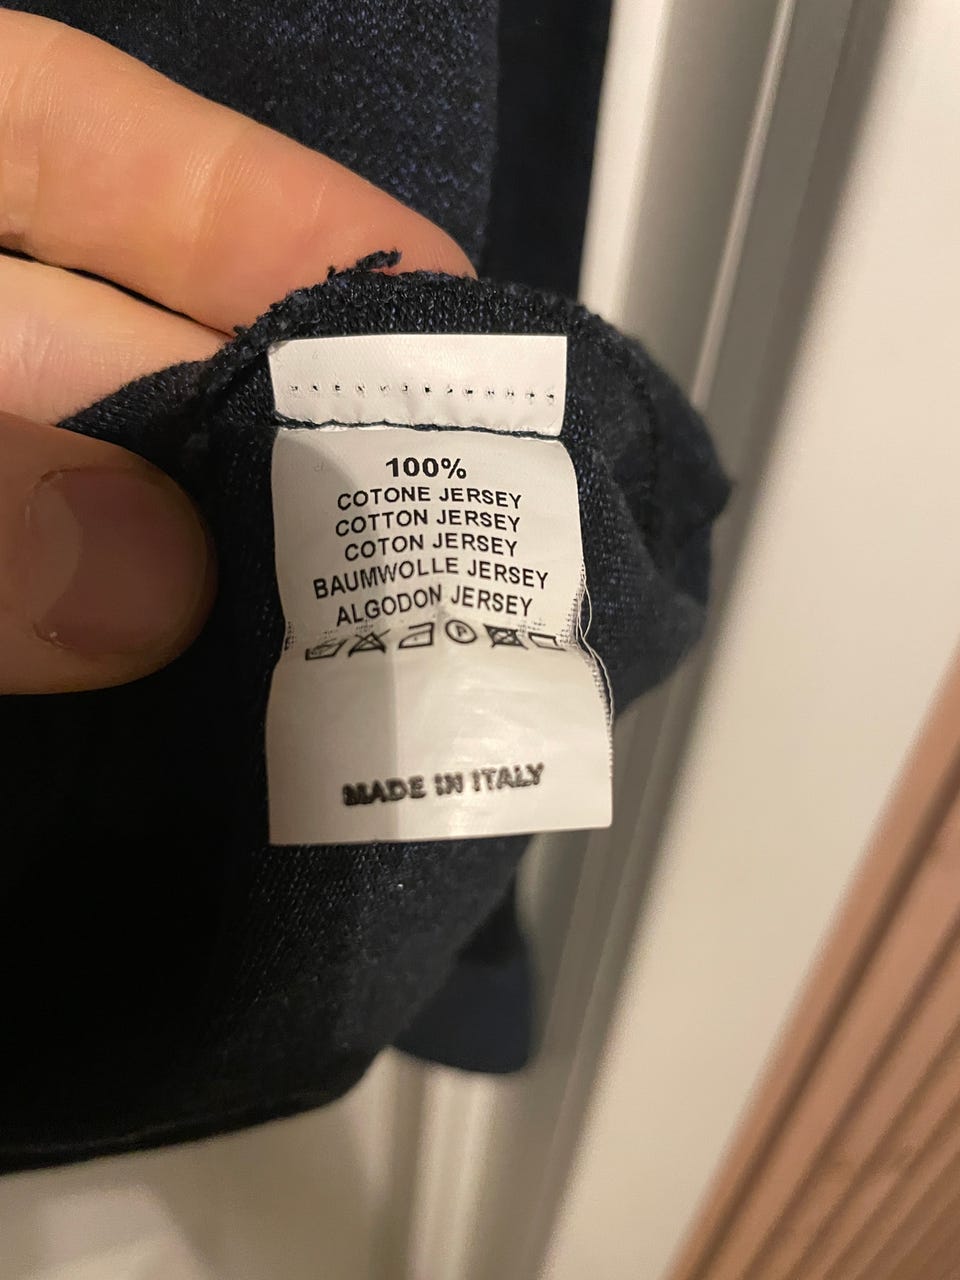 100%
COTONE JERSEY
COTTON JERSEY
COTON JERSEY
BAUMWOLLE JERSEY
ALGODON JERSEY
P
MADE IN ITALY